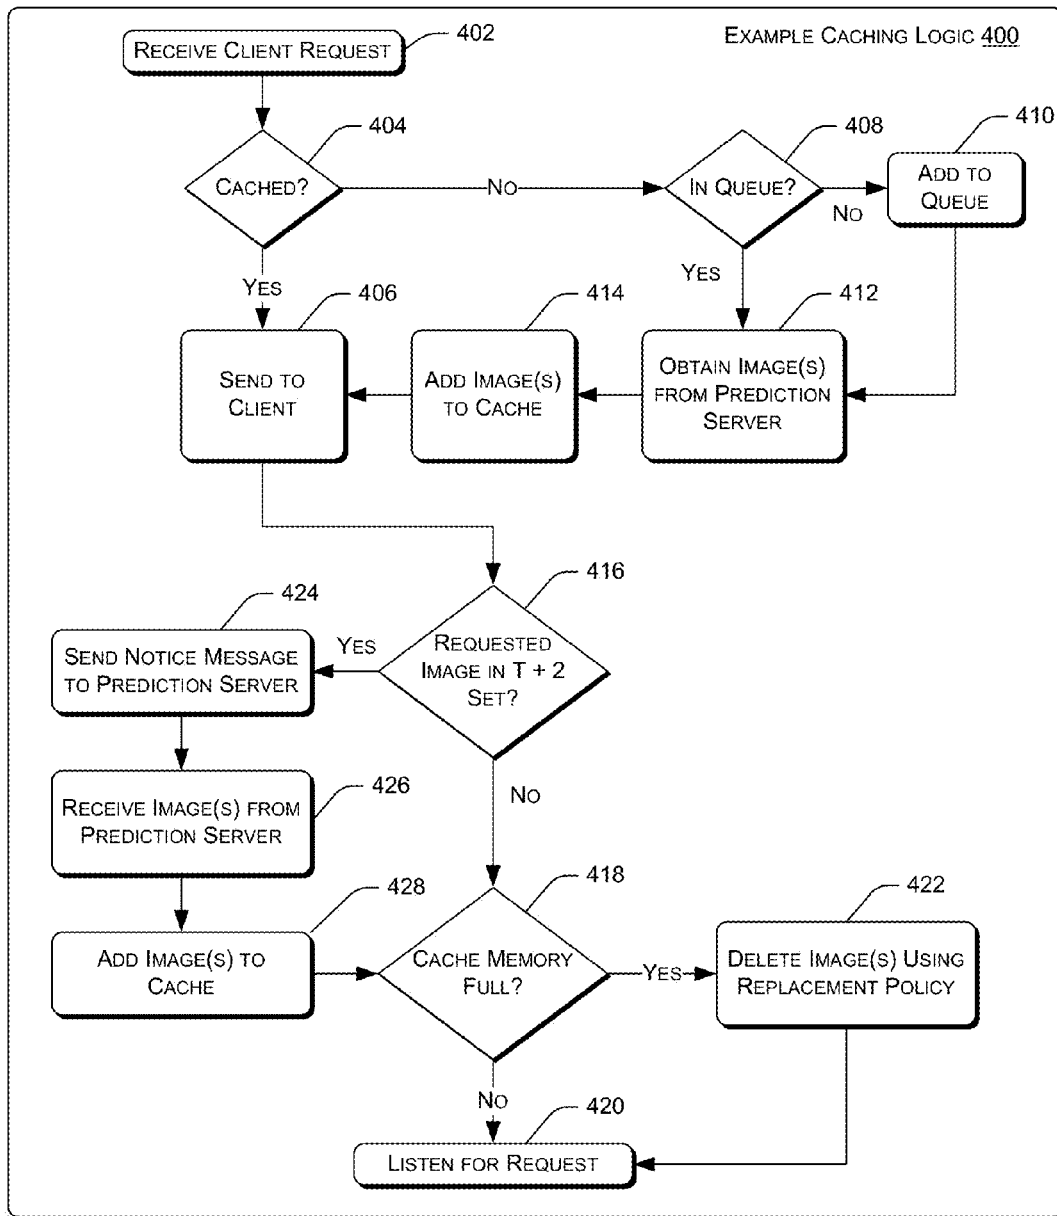 EXAMPLE CACHING LOGIC 400
RECEIVE CLIENT REQUEST
402
404
CACHED?
NO
408
IN QUEUE?
NO
410
ADD TO
QUEUE
YES
YES
406
SEND TO
CLIENT
414
ADD IMAGE(S)
TO CACHE
412
OBTAIN IMAGE(S)
FROM PREDICTION
SERVER
416
REQUESTED
IMAGE IN T + 2
SET?
YES
424
SEND NOTICE MESSAGE
TO PREDICTION SERVER
426
RECEIVE IMAGE(S) FROM
PREDICTION SERVER
NO
428
ADD IMAGE(S) TO
CACHE
418
CACHE MEMORY
FULL?
YES
422
DELETE IMAGE(S) USING
REPLACEMENT POLICY
NO
420
LISTEN FOR REQUEST